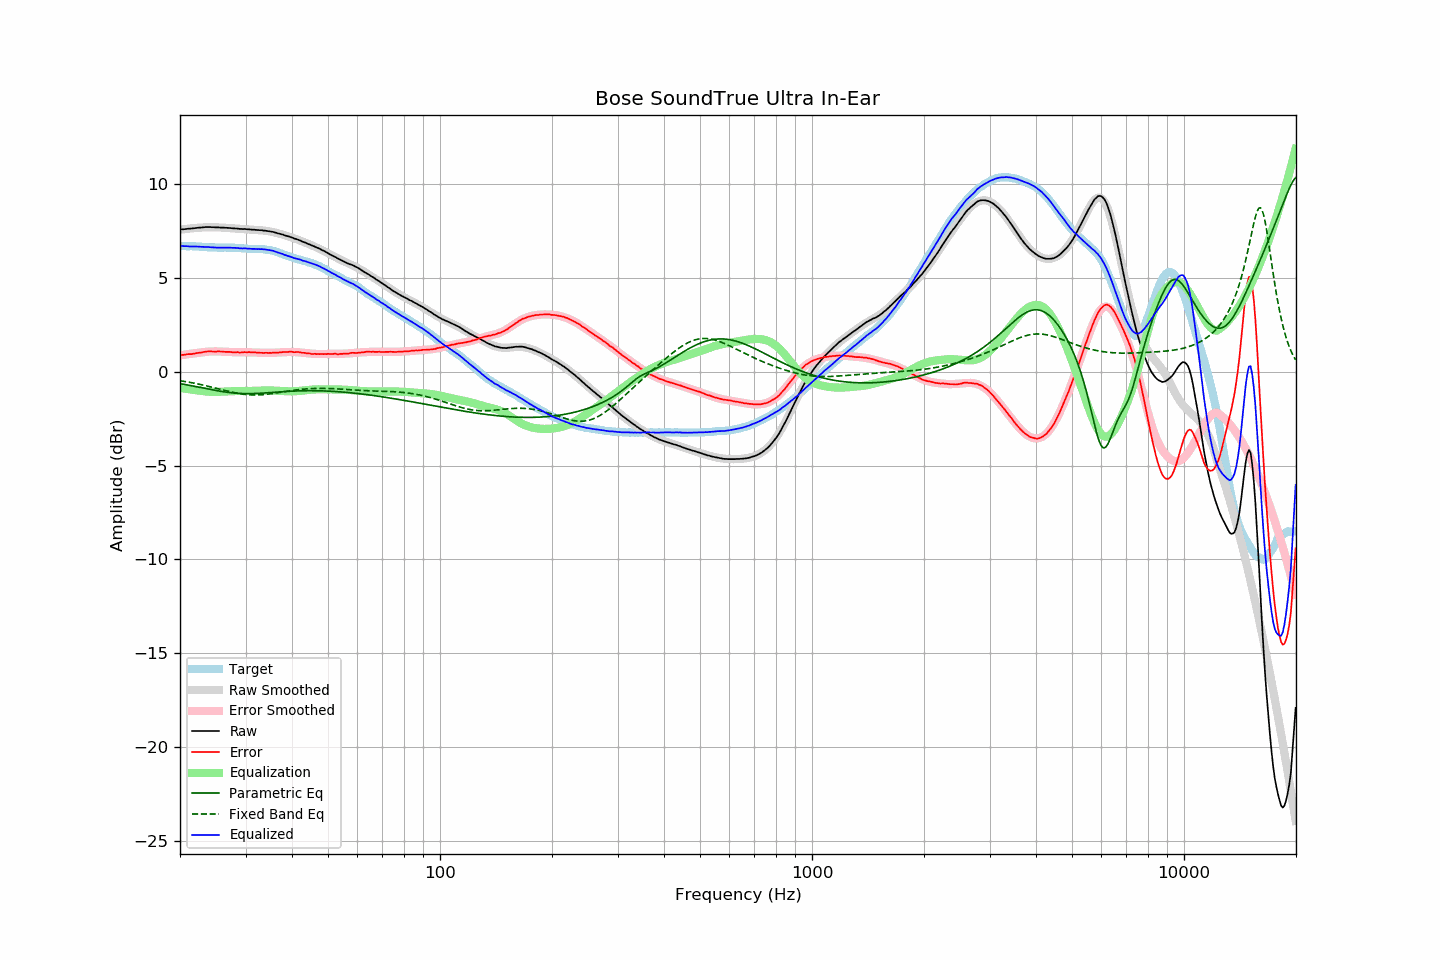 Bose SoundTrue Ultra In-Ear
Amplitude (dBr)
10
5
0
−5
−10
−15
−20
−25
Target
Raw Smoothed
Error Smoothed
Raw
Error
Equalization
Parametric Eq
Fixed Band Eq
Equalized
100
1000
10000
Frequency (Hz)